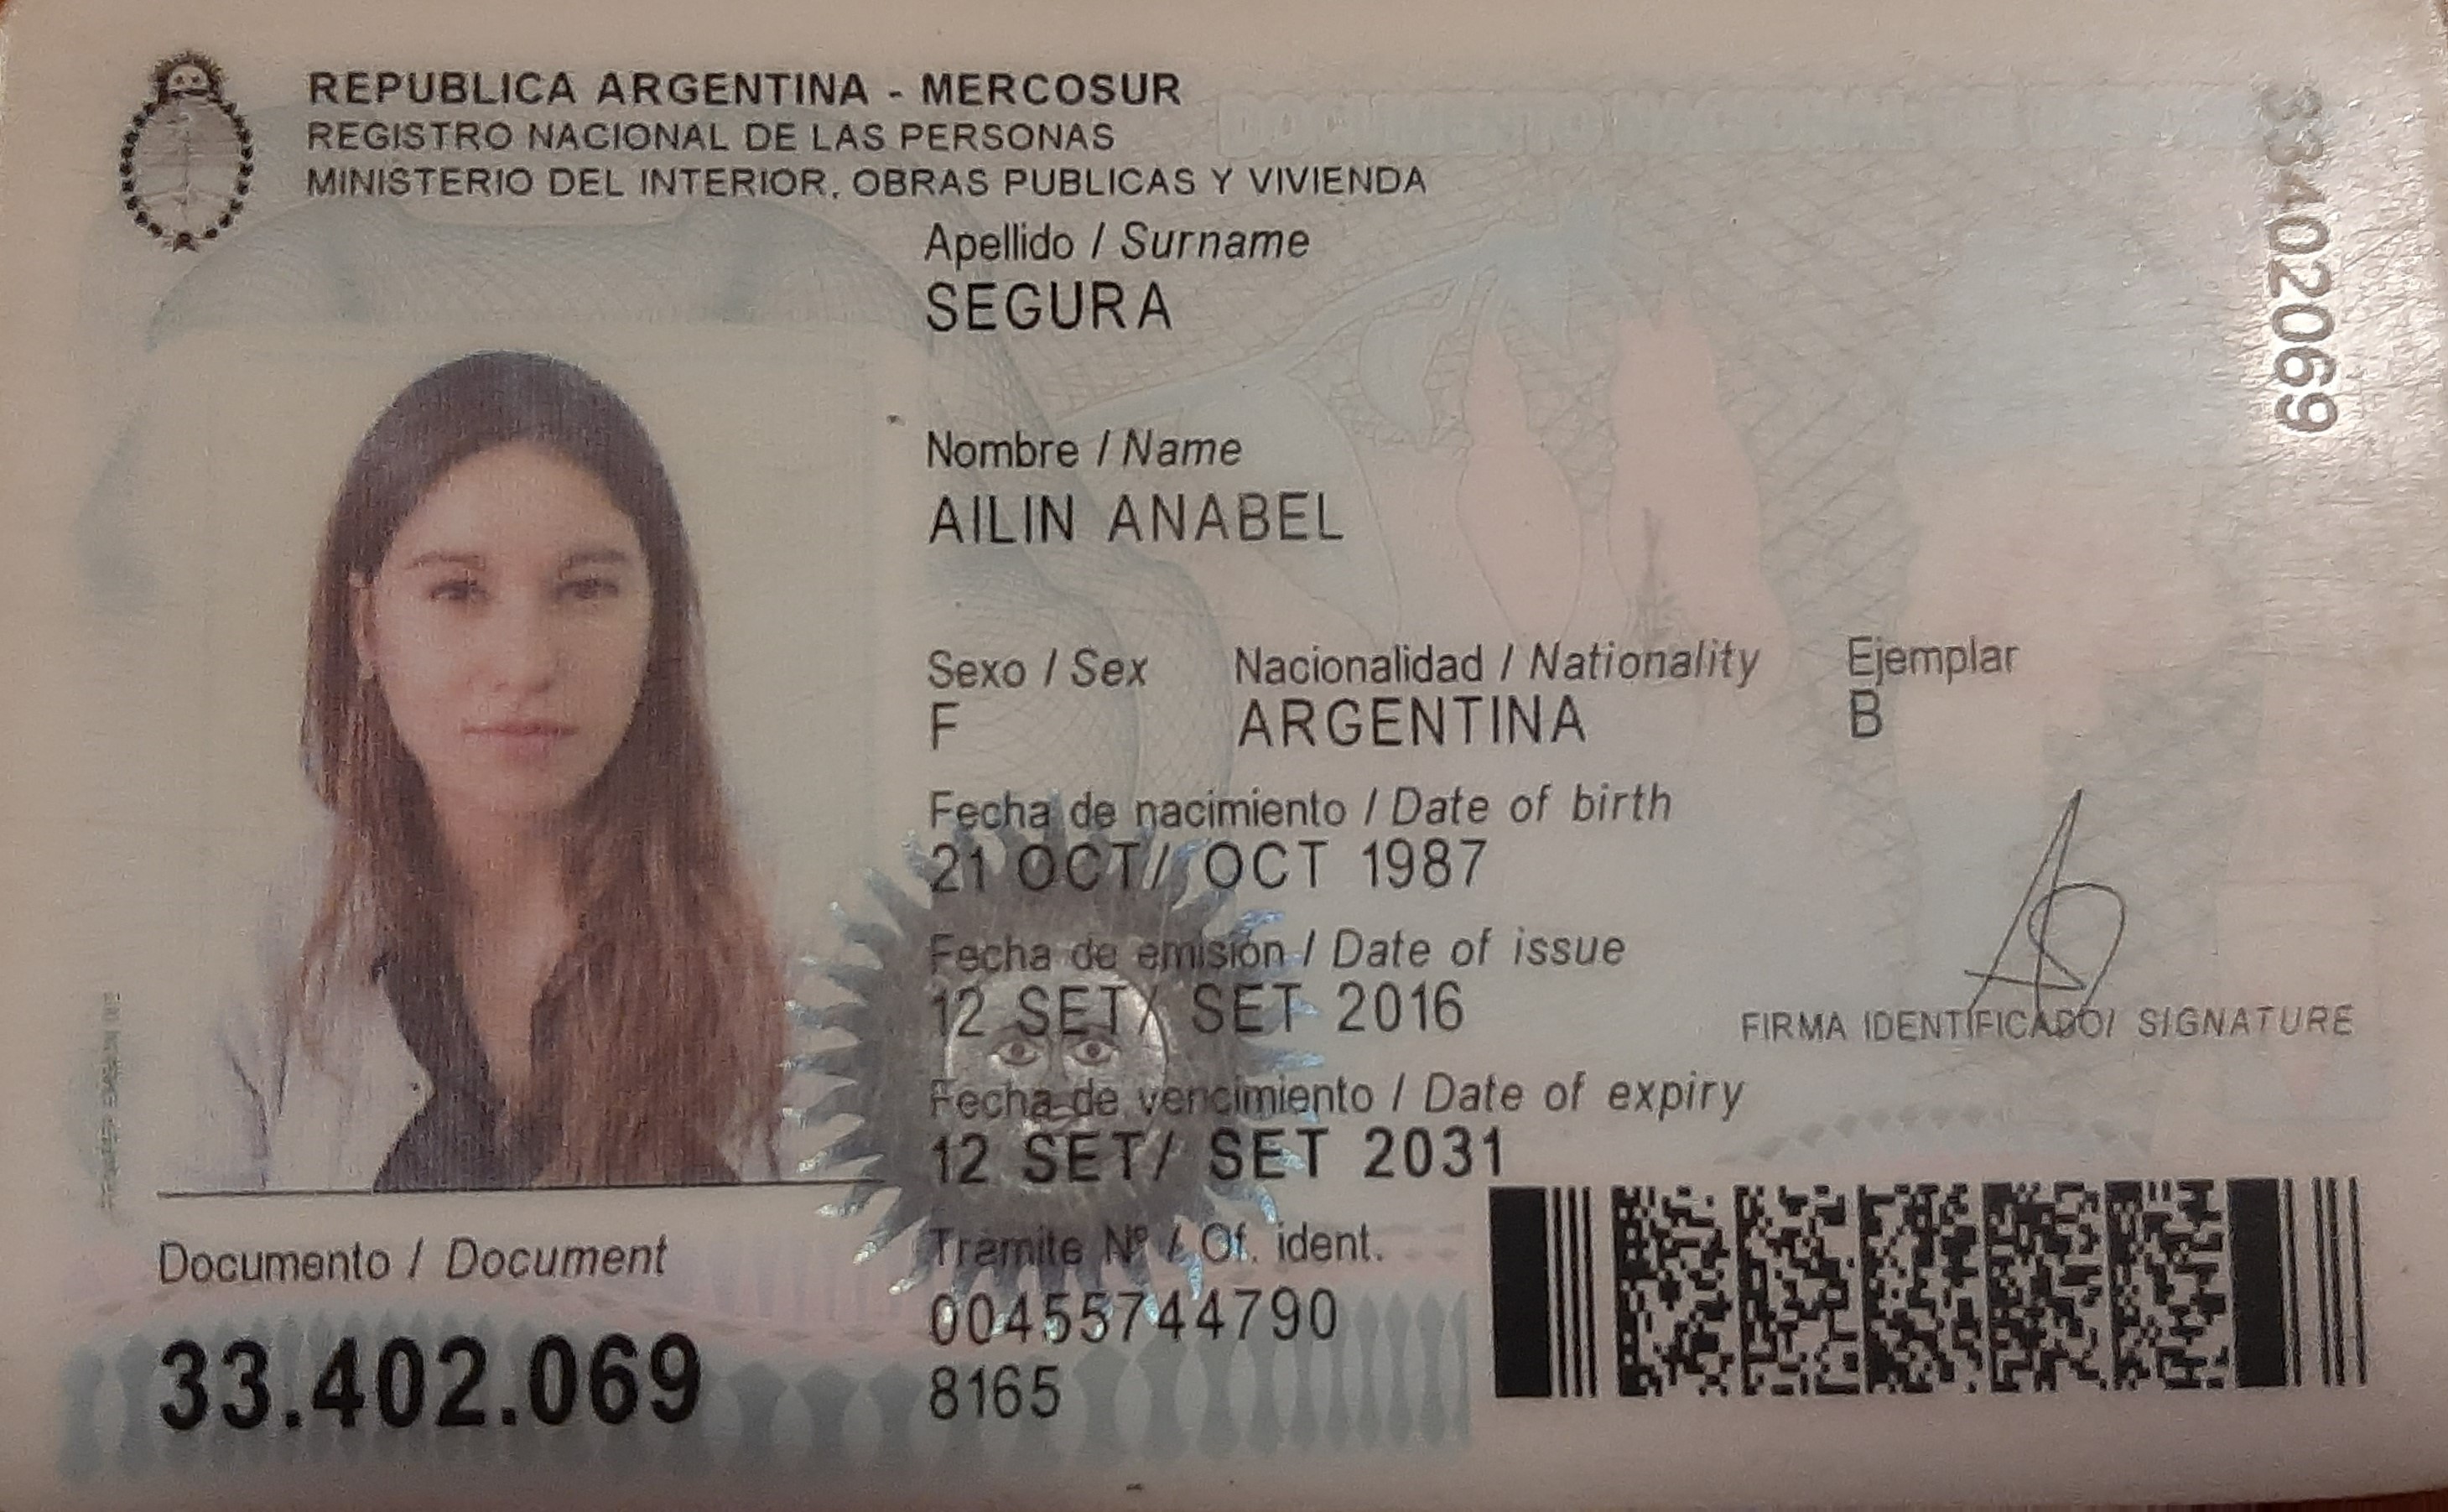 REPUBLICA ARGENTINA - MERCOSUR
REGISTRO NACIONAL DE LAS PERSONAS
MINISTERIO DEL INTERIOR, OBRAS PUBLICAS Y VIVIENDA
DOCUMENTO NACIONAL
33402069
Apellido / Surname
SEGURA
Nombre / Name
AILIN ANABEL
Sexo / Sex Nacionalidad / Nationality Ejemplar
F ARGENTINA B
Fecha de nacimiento / Date of birth
21 OCT/ OCT 1987
Fecha de emisión / Date of issue
12 SET/ SET 2016
FIRMA IDENTIFICADO/ SIGNATURE
Fecha de vencimiento / Date of expiry
12 SET/ SET 2031
Documento / Document
33.402.069
Tramite Nº / Of. ident.
00455744790
8165